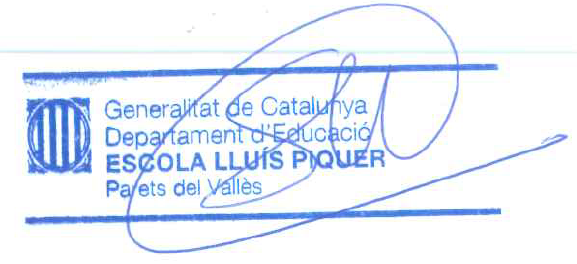 Generalitat de Catalunya
Departament d'Educació
ESCOLA LLUÍS PIQUER
Parets del Vallès